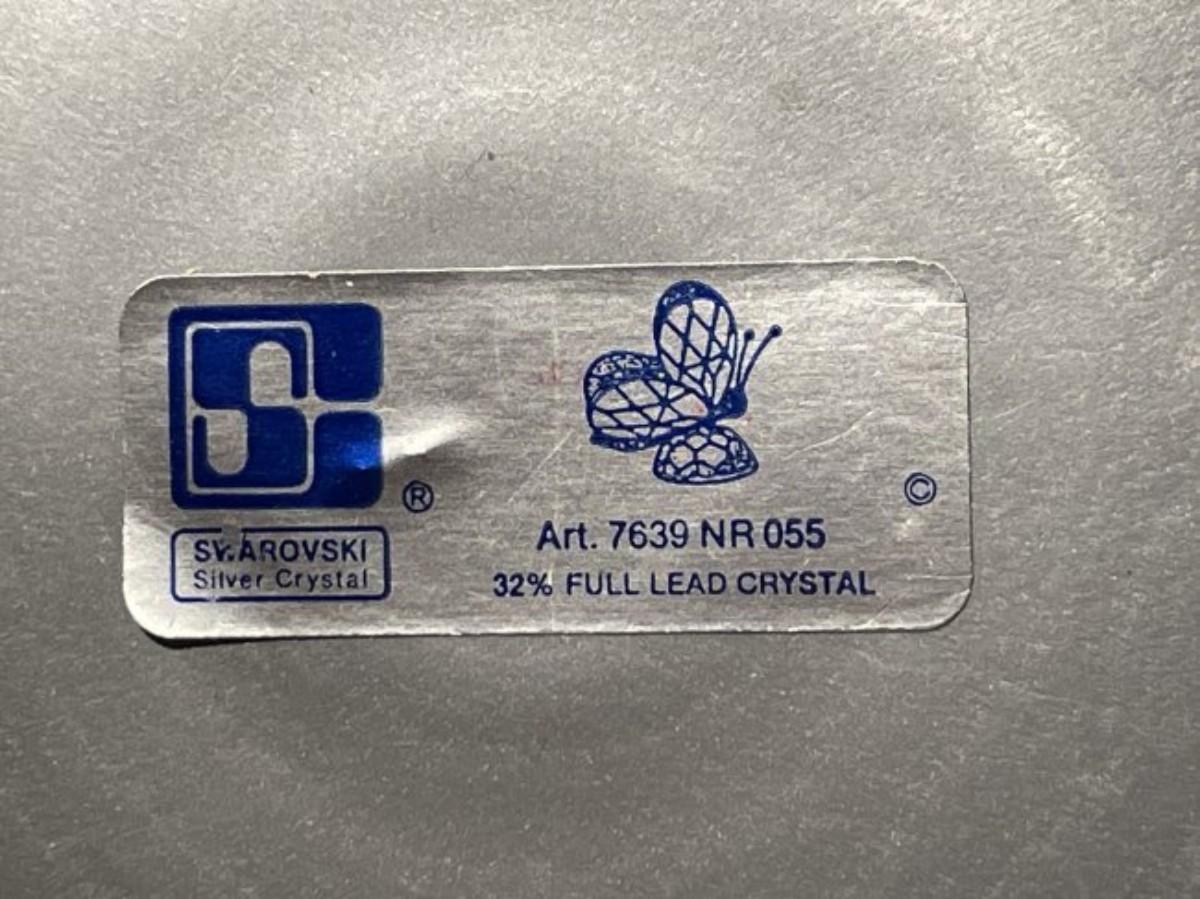 ®
©
SWAROVSKI
Silver Crystal
Art. 7639 NR 055
32% FULL LEAD CRYSTAL